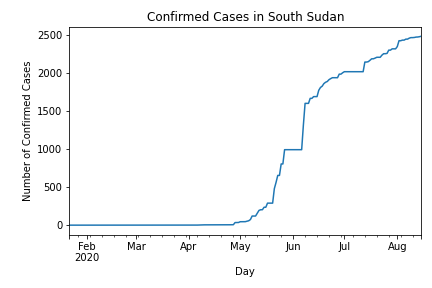 Confirmed Cases in South Sudan
2500
2000
1500
1000
500
0
Number of Confirmed Cases
Feb
2020
Mar
Apr
May
Jun
Jul
Aug
Day